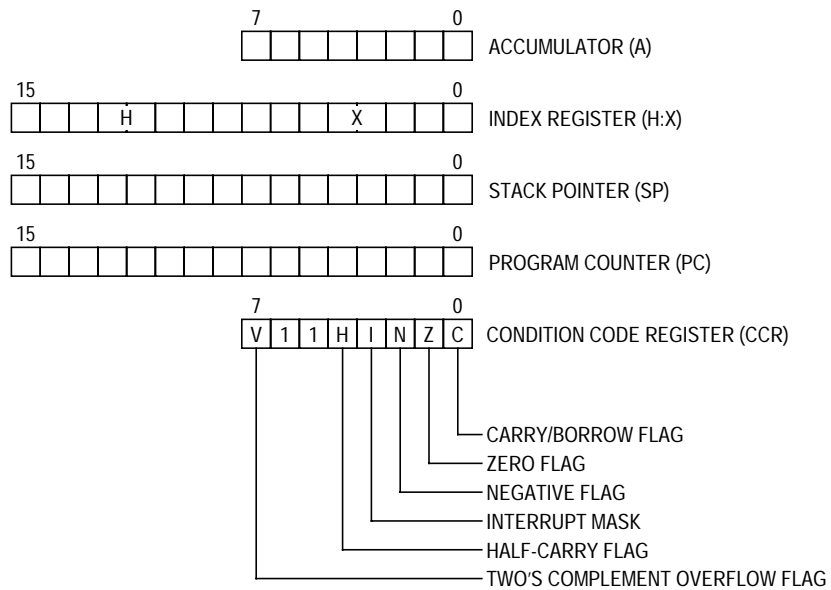 7 0
ACCUMULATOR (A)
15 0
H X INDEX REGISTER (H:X)
15 0
STACK POINTER (SP)
15 0
PROGRAM COUNTER (PC)
7 0
V 1 1 H I N Z C CONDITION CODE REGISTER (CCR)
CARRY/BORROW FLAG
ZERO FLAG
NEGATIVE FLAG
INTERRUPT MASK
HALF-CARRY FLAG
TWO'S COMPLEMENT OVERFLOW FLAG